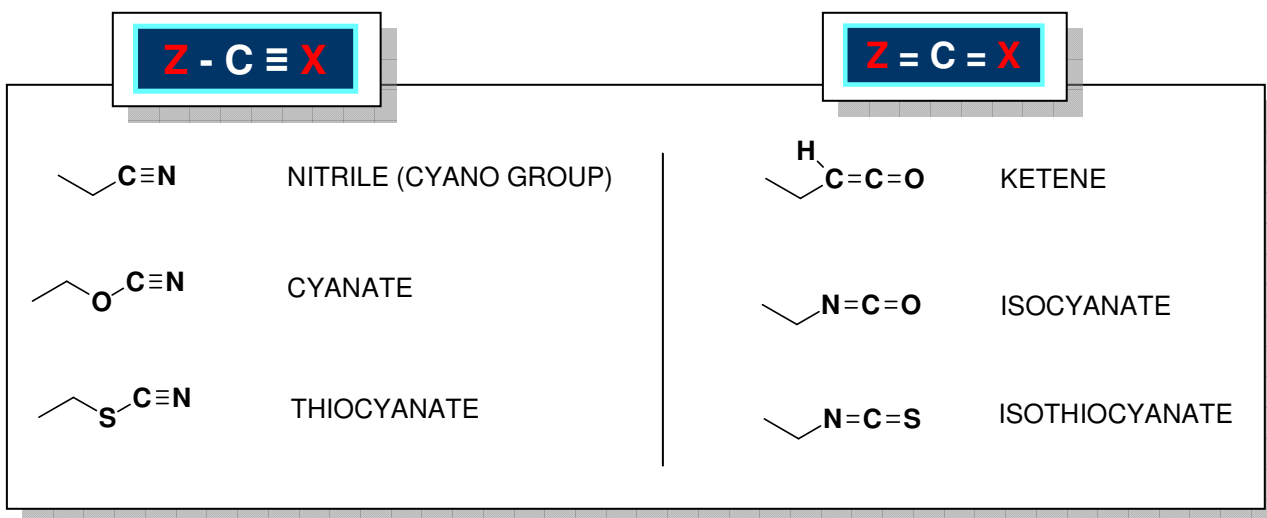 Z - C ≡ X
C≡N NITRILE (CYANO GROUP)
O C≡N CYANATE
S C≡N THIOCYANATE
Z = C = X
H
C=C=O KETENE
N=C=O ISOCYANATE
N=C=S ISOTHIOCYANATE